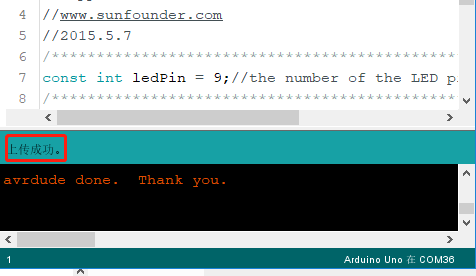 4 //www.sunfounder.com
5 //2015.5.7
6 /*******************************************
7 const int ledPin = 9;//the number of the LED p
8 /*******************************************
上传成功。
avrdude done. Thank you.
1 Arduino Uno 在 COM36